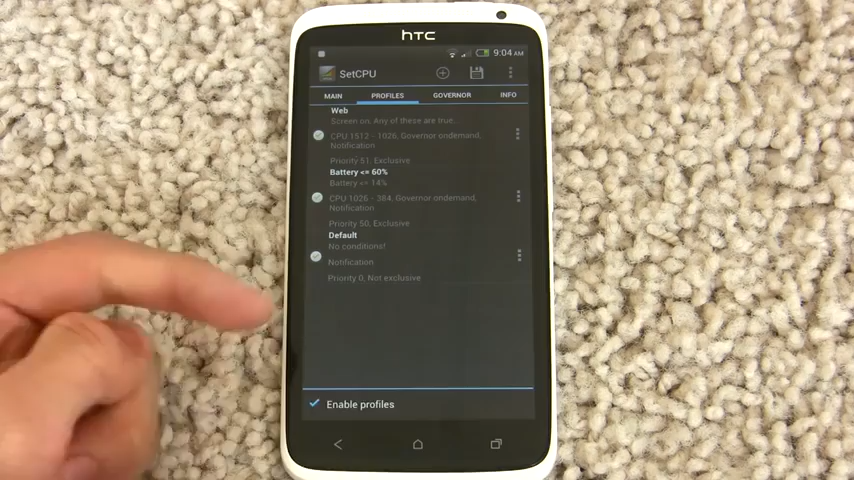 hTC
9:04 AM
SetCPU
MAIN PROFILES GOVERNOR INFO
Web
Screen on, Any of these are true...
CPU 1512 - 1026, Governor ondemand,
Notification
Priority 51, Exclusive
Battery <= 60%
Battery <= 14%
CPU 1026 - 384, Governor ondemand,
Notification
Priority 50, Exclusive
Default
No conditions!
Notification
Priority 0, Not exclusive
Enable profiles